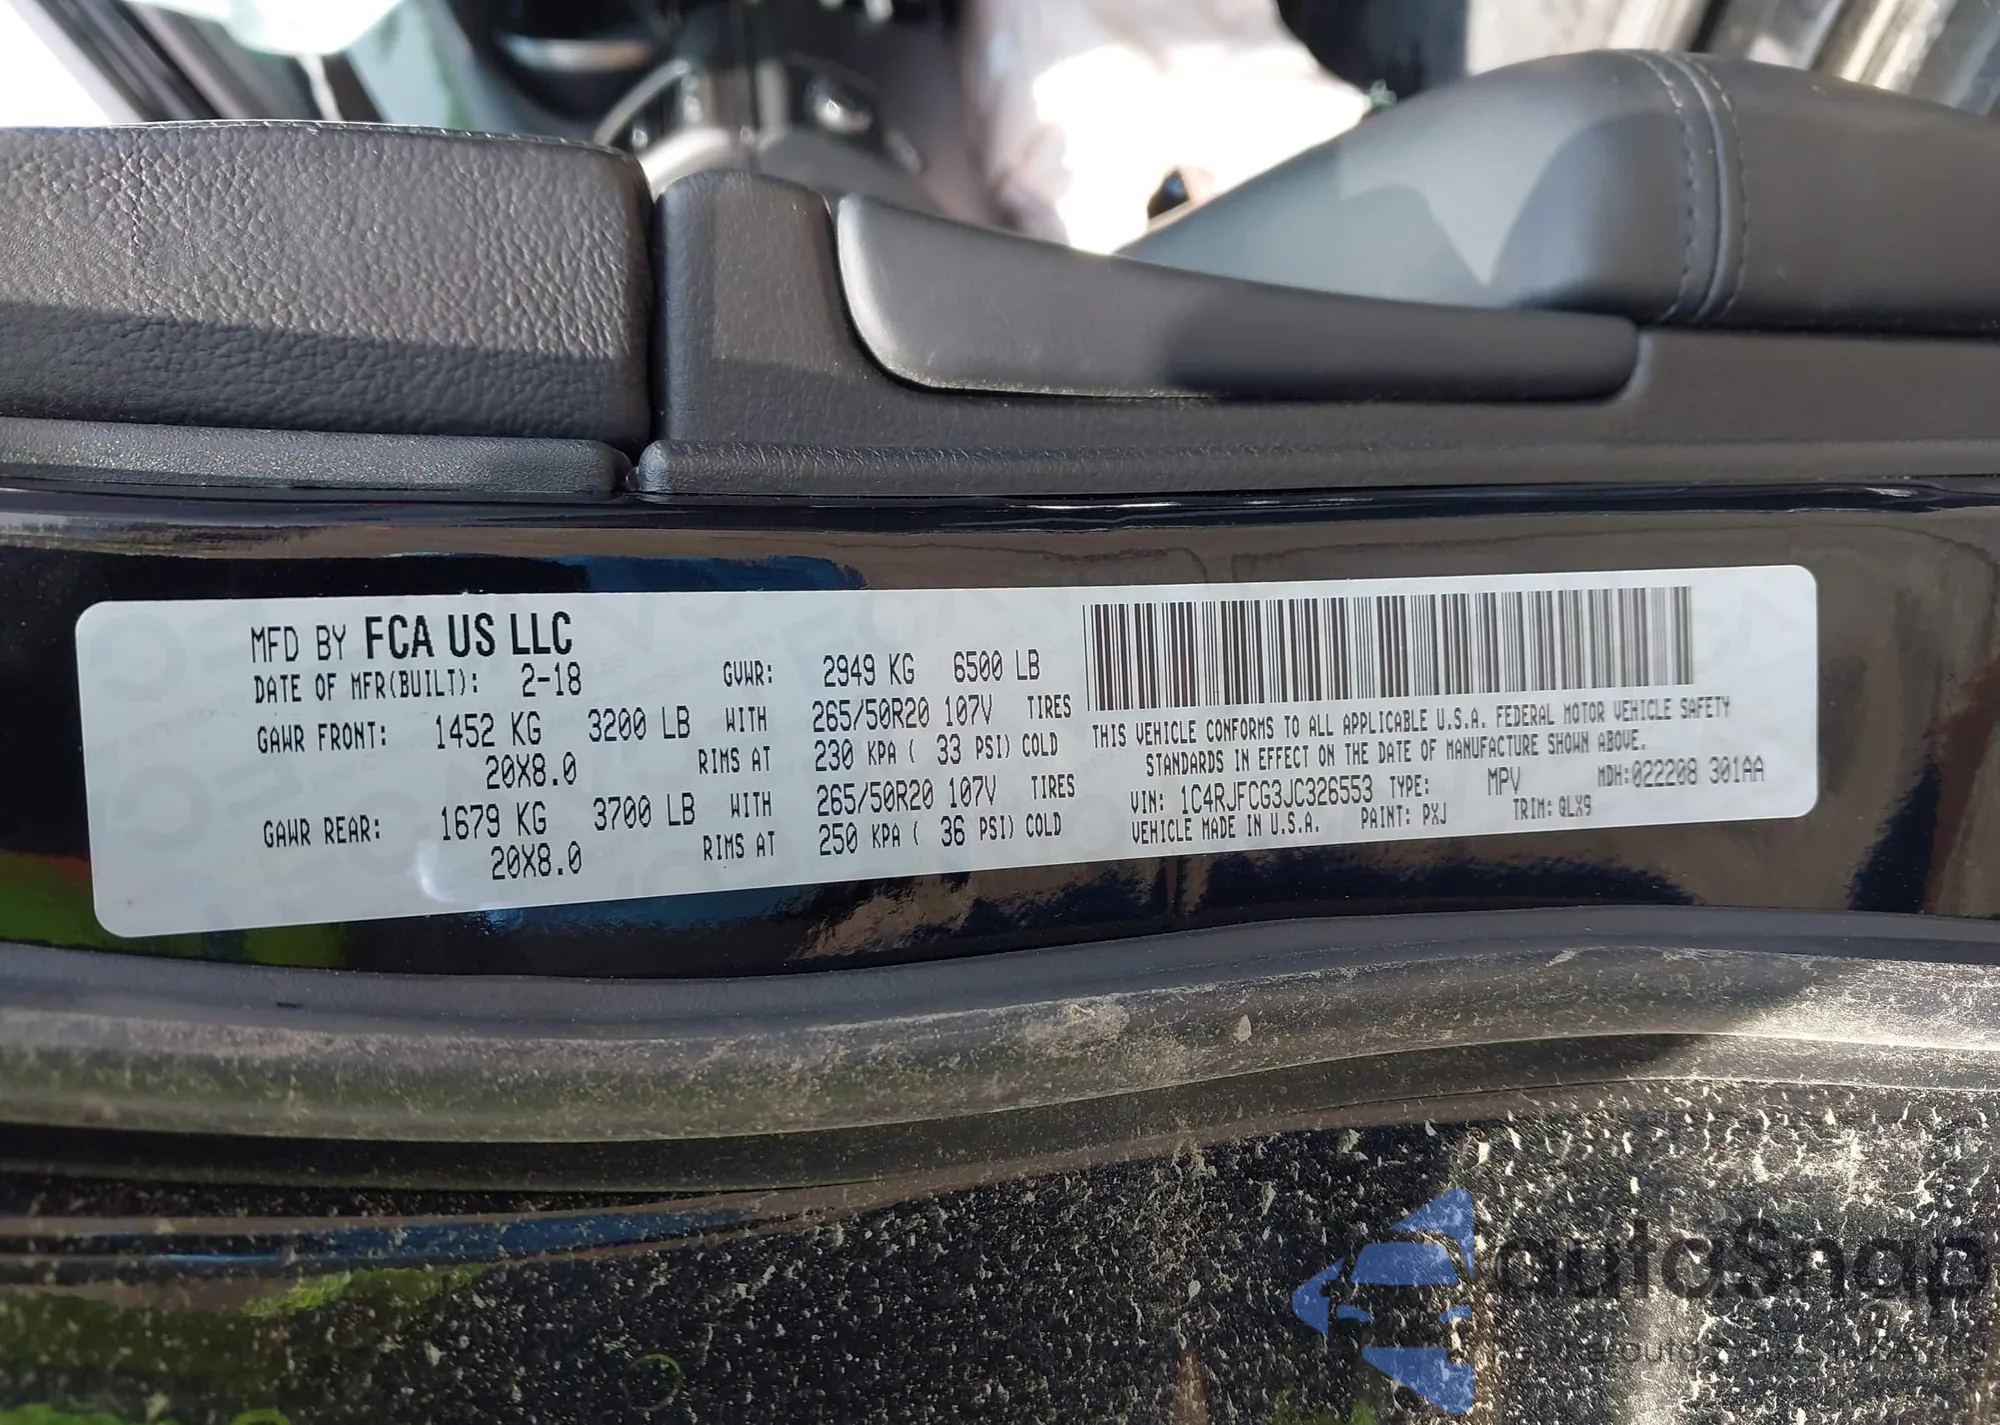 MFD BY FCA US LLC
DATE OF MFR(BUILT): 2-18 GVWR: 2949 KG 6500 LB
GAWR FRONT: 1452 KG 3200 LB WITH 265/50R20 107V TIRES
20X8.0 RIMS AT 230 KPA ( 33 PSI) COLD
GAWR REAR: 1679 KG 3700 LB WITH 265/50R20 107V TIRES
20X8.0 RIMS AT 250 KPA ( 36 PSI) COLD
THIS VEHICLE CONFORMS TO ALL APPLICABLE U.S.A. FEDERAL MOTOR VEHICLE SAFETY
STANDARDS IN EFFECT ON THE DATE OF MANUFACTURE SHOWN ABOVE.
VIN: 1C4RJFCG3JC326553 TYPE: MPV MDH:022208 301AA
VEHICLE MADE IN U.S.A. PAINT: PXJ TRIM: QLX9
autoSnap